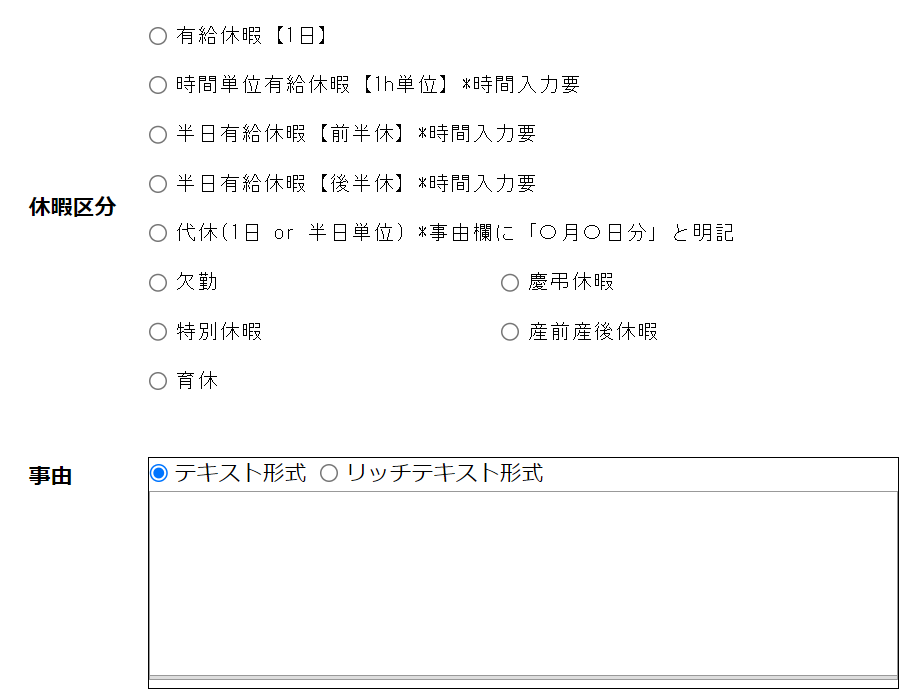 有給休暇【1日】
時間単位有給休暇【1h単位】*時間入力要
半日有給休暇【前半休】*時間入力要
半日有給休暇【後半休】*時間入力要
休暇区分
代休(1日 or 半日単位) *事由欄に「〇月〇日分」と明記
欠勤 慶弔休暇
特別休暇 産前産後休暇
育休
事由 テキスト形式 リッチテキスト形式